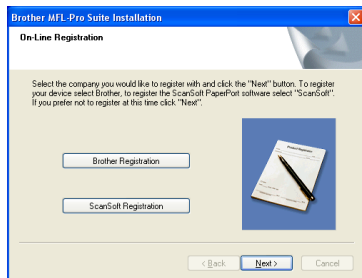 Brother MFL-Pro Suite Installation
On-Line Registration
Select the company you would like to register with and click the "Next" button. To register
your device select Brother, to register the ScanSoft PaperPort software select "ScanSoft".
If you prefer not to register at this time click "Next".
Product Registration
Brother Registration
ScanSoft Registration
< Back
Next >
Cancel